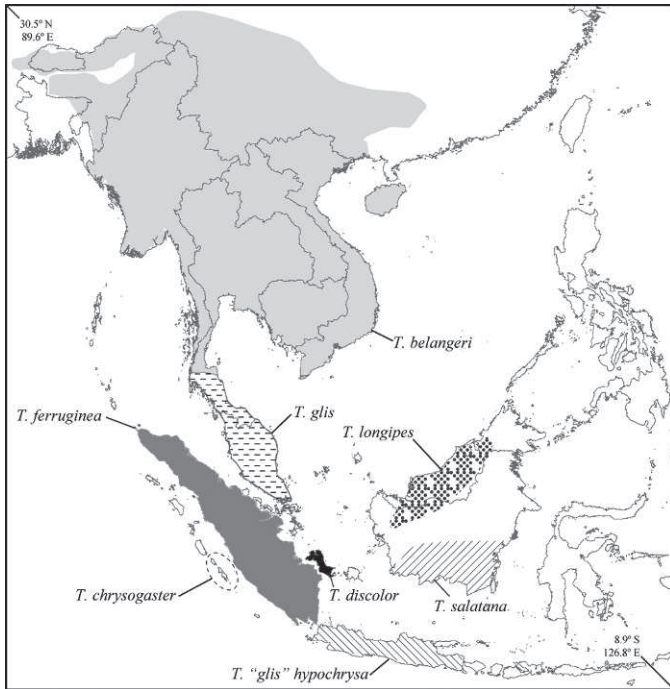 30.5° N
89.6° E
T. belangeri
T. ferruginea
T. glis
T. longipes
T. chrysogaster
T. discolor
T. salatana
8.9° S
126.8° E
T. "glis" hypochrysa